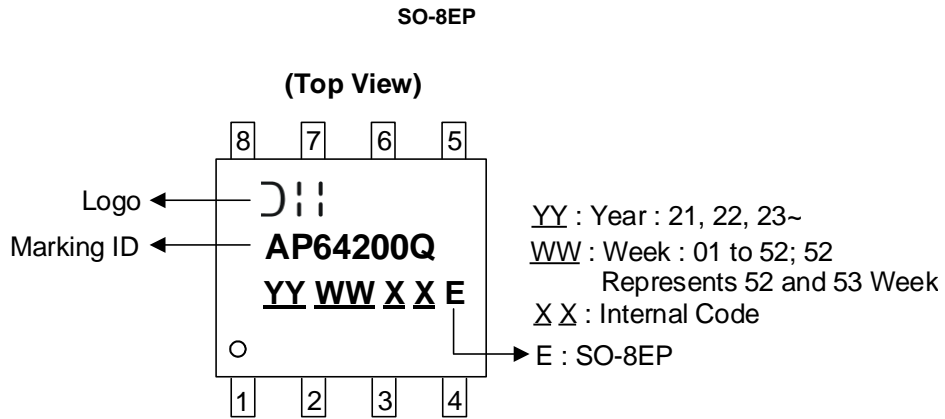 SO-8EP
(Top View)
8 7 6 5
Logo
Marking ID
AP64200Q
YY WW X X E
YY : Year : 21, 22, 23~
WW : Week : 01 to 52; 52
Represents 52 and 53 Week
X X : Internal Code
E : SO-8EP
1 2 3 4